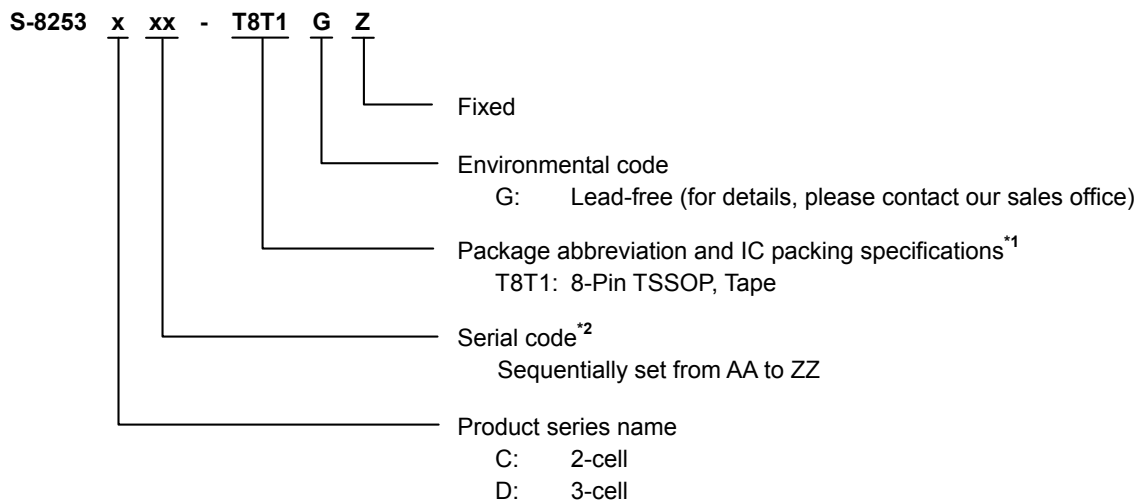 S-8253 x xx - T8T1 G Z
Fixed
Environmental code
G: Lead-free (for details, please contact our sales office)
Package abbreviation and IC packing specifications*1
T8T1: 8-Pin TSSOP, Tape
Serial code*2
Sequentially set from AA to ZZ
Product series name
C: 2-cell
D: 3-cell